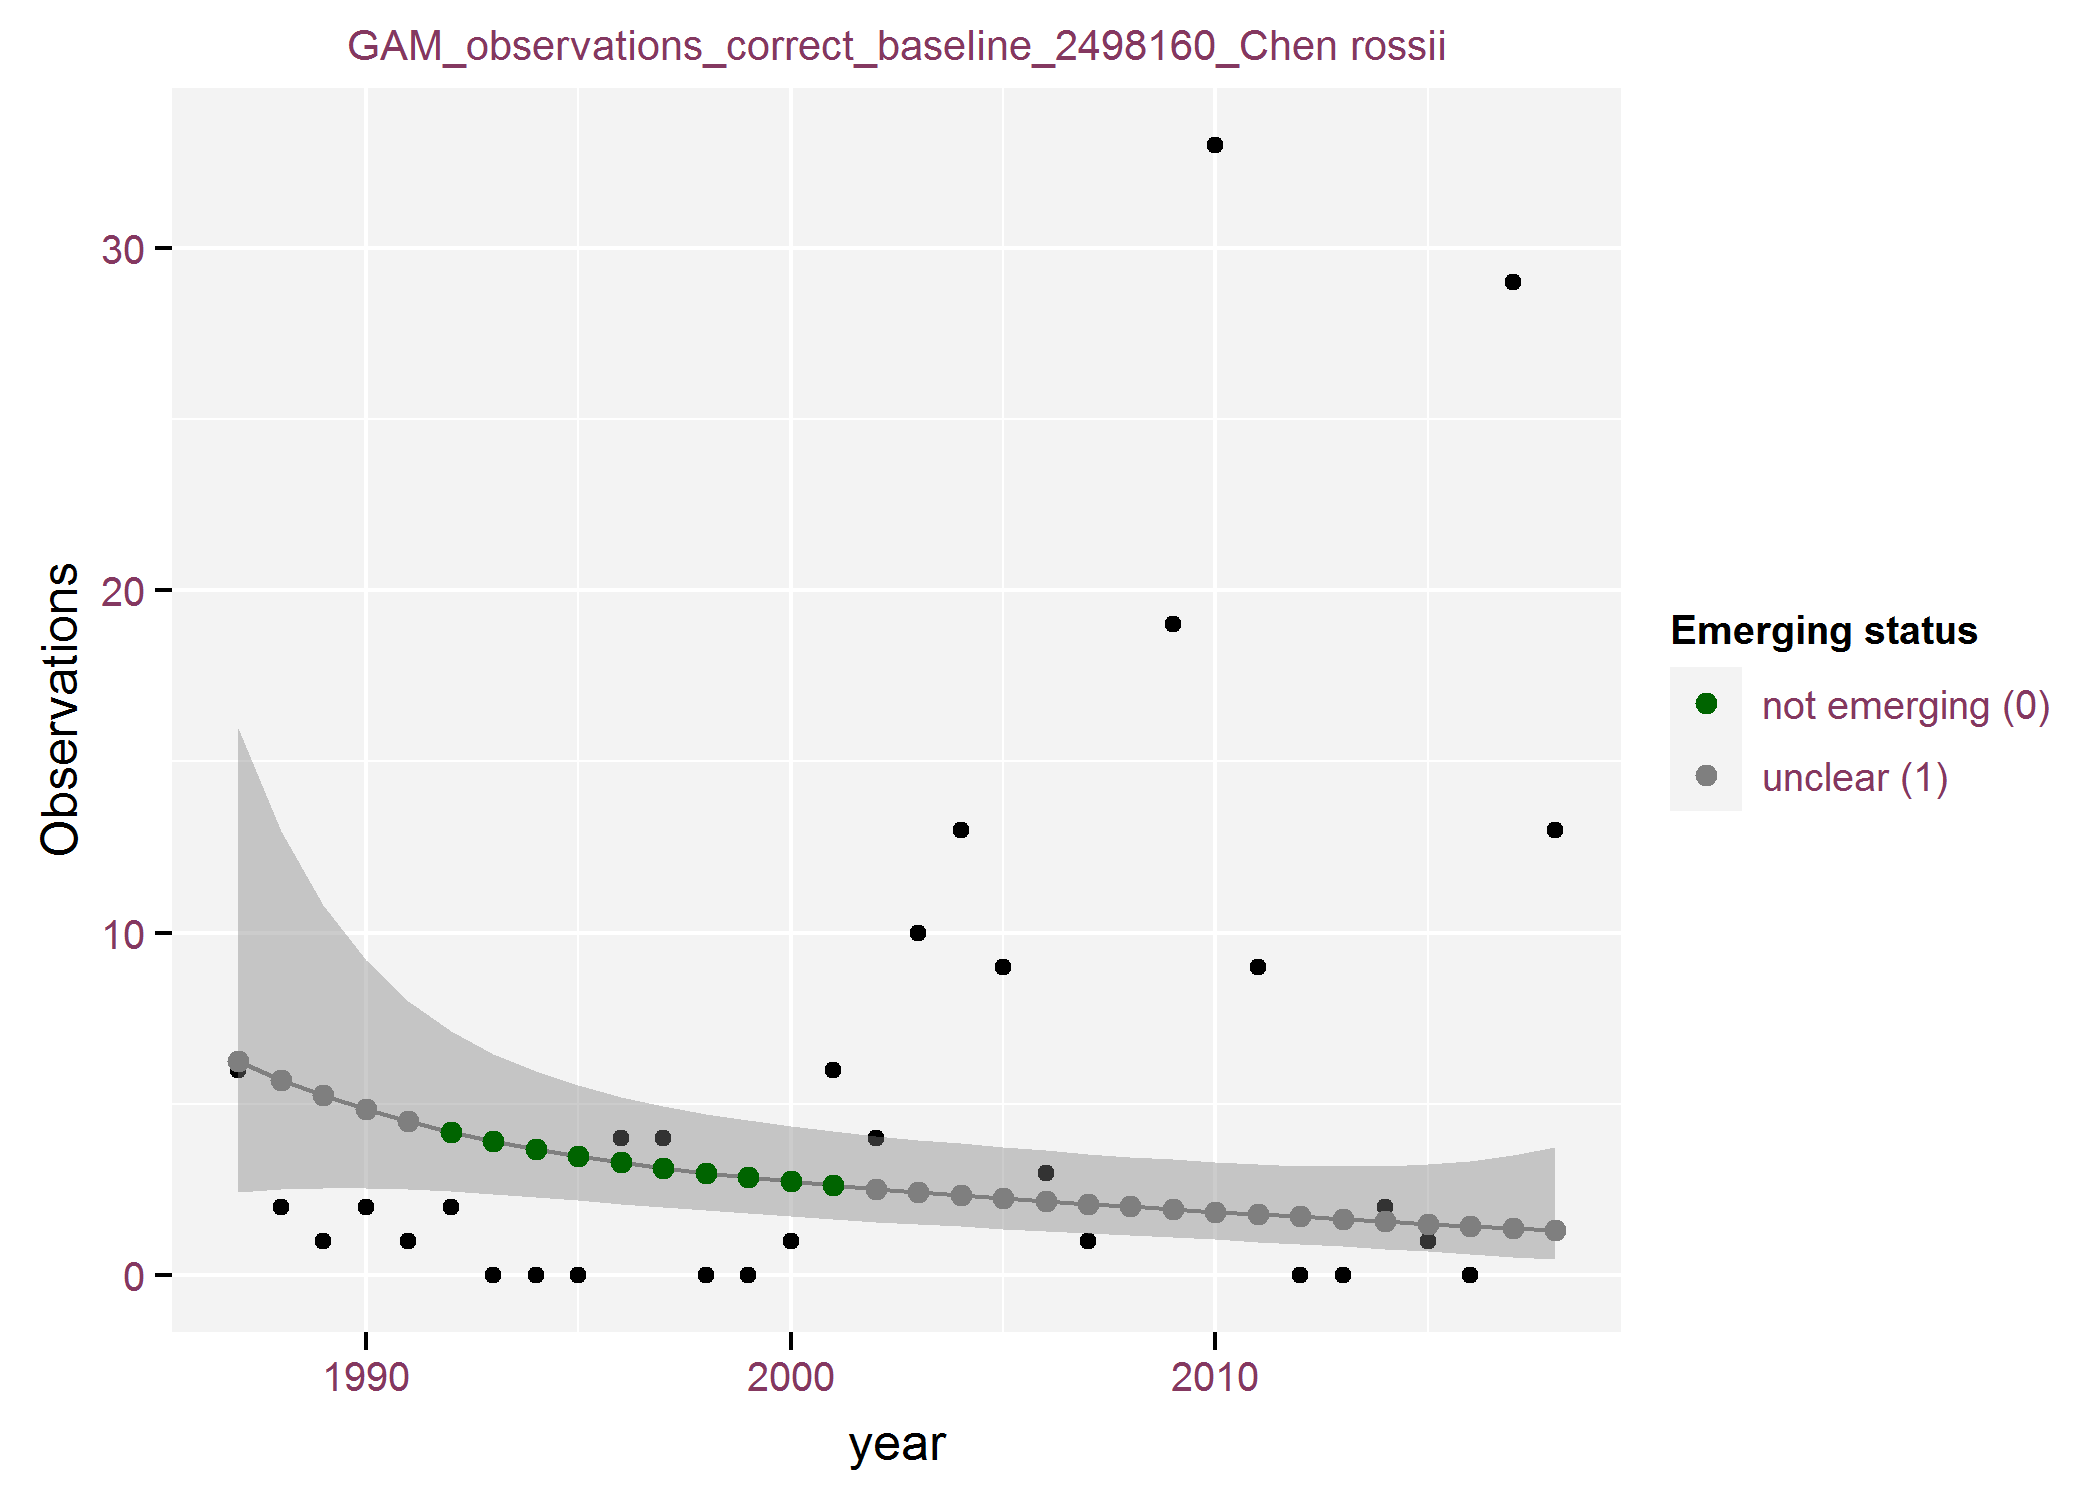 GAM_observations_correct_baseline_2498160_Chen rossii
30
20
10
0
Observations
1990
2000
2010
year
Emerging status
not emerging (0)
unclear (1)